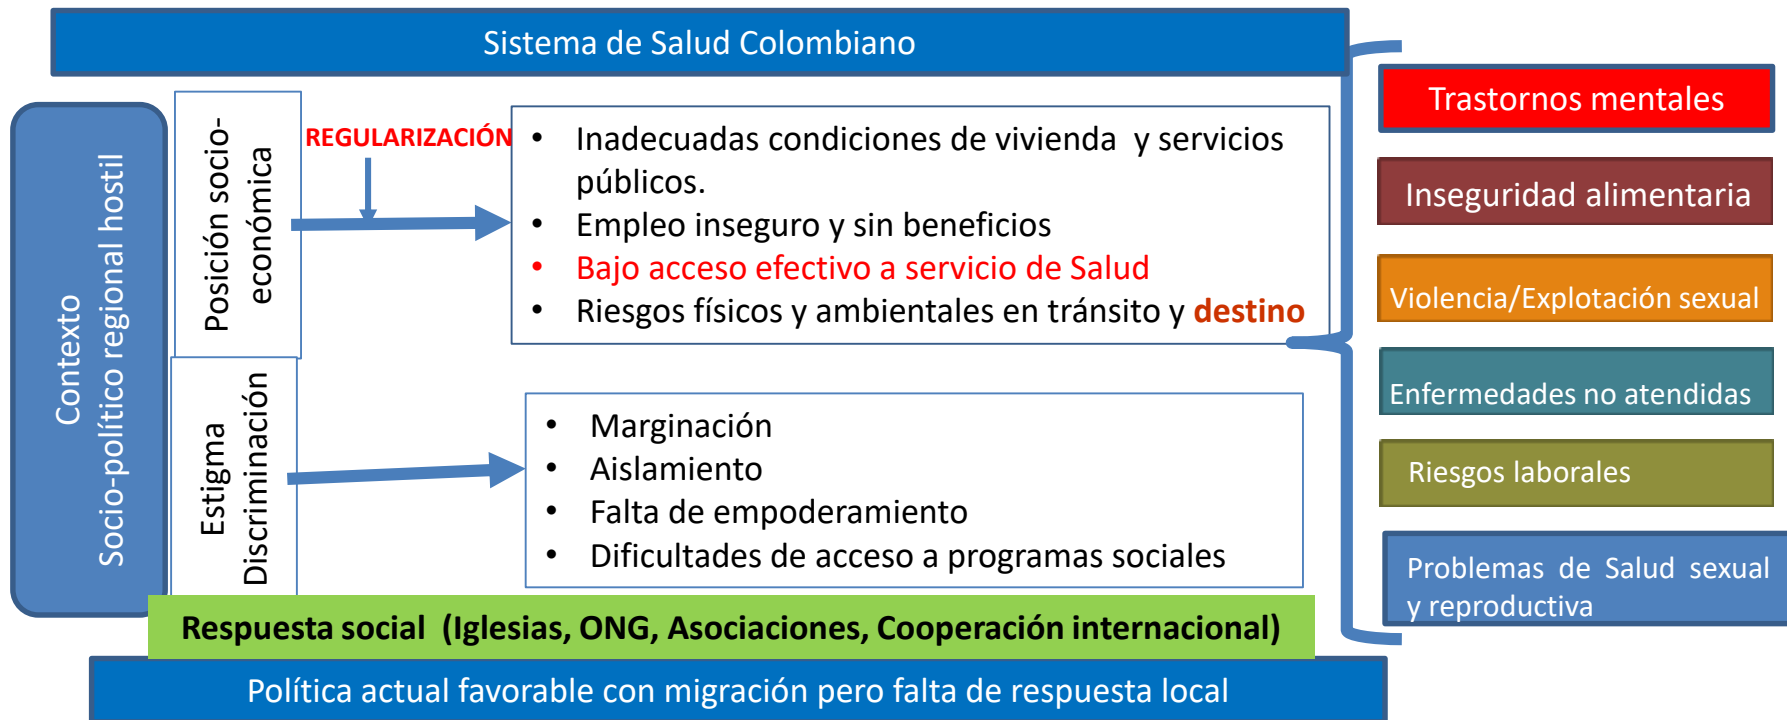 Sistema de Salud Colombiano
Contexto
Socio-político regional hostil
Posición socio-
económica
REGULARIZACIÓN
• Inadecuadas condiciones de vivienda y servicios
públicos.
• Empleo inseguro y sin beneficios
• Bajo acceso efectivo a servicio de Salud
• Riesgos físicos y ambientales en tránsito y destino
Estigma
Discriminación
• Marginación
• Aislamiento
• Falta de empoderamiento
• Dificultades de acceso a programas sociales
Trastornos mentales
Inseguridad alimentaria
Violencia/Explotación sexual
Enfermedades no atendidas
Riesgos laborales
Problemas de Salud sexual
y reproductiva
Respuesta social (Iglesias, ONG, Asociaciones, Cooperación internacional)
Política actual favorable con migración pero falta de respuesta local